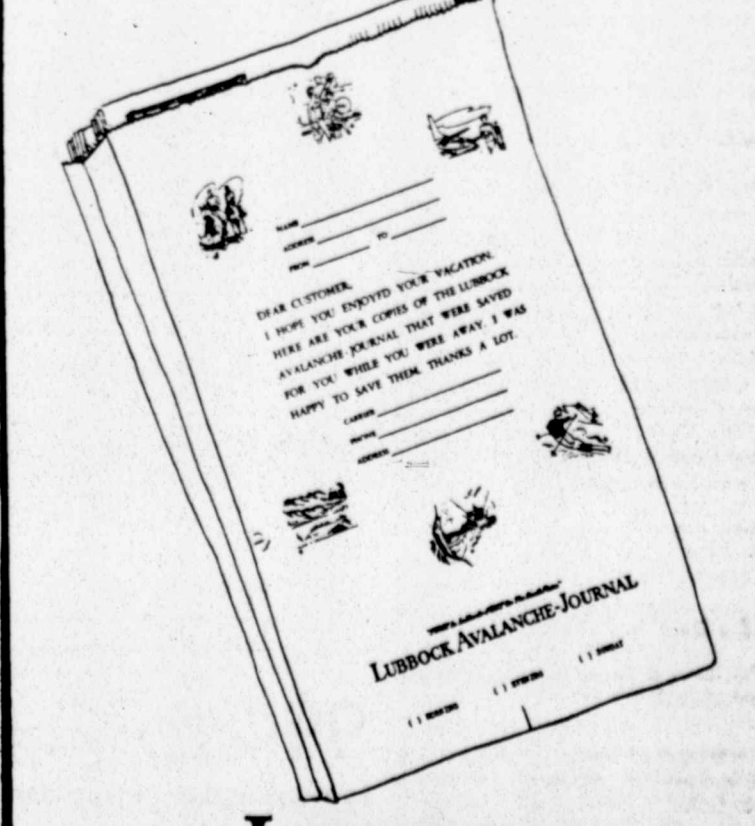 NAME
ADDRESS
FROM TO
DEAR CUSTOMER,
I HOPE YOU ENJOYED YOUR VACATION.
HERE ARE YOUR COPIES OF THE LUBBOCK
AVALANCHE-JOURNAL THAT WERE SAVED
FOR YOU WHILE YOU WERE AWAY. I WAS
HAPPY TO SAVE THEM. THANKS A LOT.
CARRIER
PHONE
ADDRESS
LUBBOCK AVALANCHE-JOURNAL
( ) MORNING ( ) EVENING ( ) SUNDAY